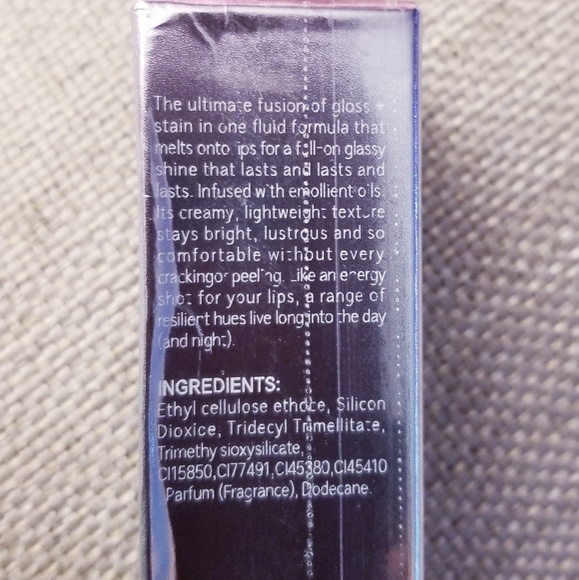 The ultimate fusion of gloss +
stain in one fluid formula that
melts onto lips for a full-on glassy
shine that lasts and lasts and
lasts. Infused with emollient oils.
Its creamy, lightweight texture
stays bright, lustrous and so
comfortable without every
crackingor peeling. Like an energy
shot for your lips, a range of
resilient hues live long into the day
(and night).
INGREDIENTS:
Ethyl cellulose ethoce, Silicon
Dioxice, Tridecyl Trimellitate,
Trimethy sioxysilicate,
CI15850,CI77491,CI45380,CI45410
Parfum (Fragrance), Dodecane.